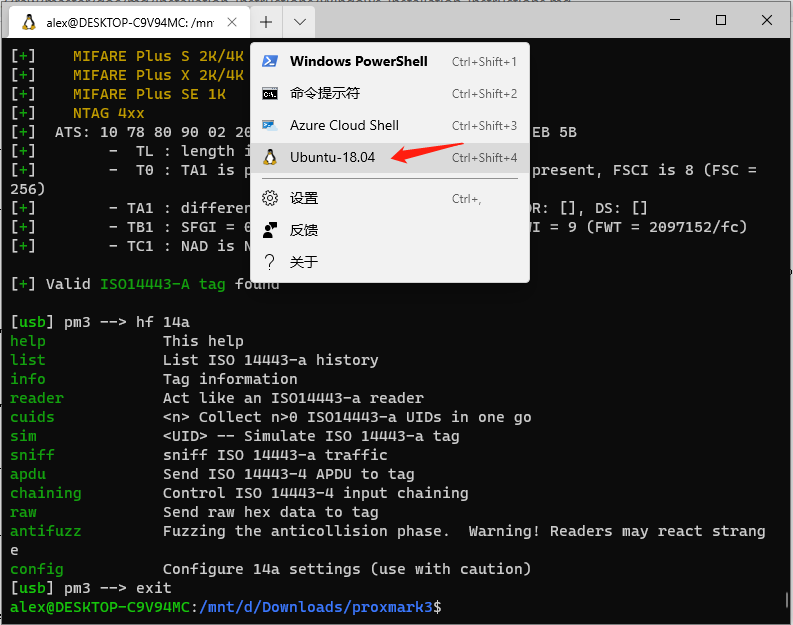 alex@DESKTOP-C9V94MC: /mnt
[+] MIFARE Plus S 2K/4K
[+] MIFARE Plus X 2K/4K
[+] MIFARE Plus SE 1K
[+] NTAG 4xx
[+] ATS: 10 78 80 90 02 20 EB 5B
[+] - TL : length i
[+] - T0 : TA1 is p present, FSCI is 8 (FSC =
256)
[+] - TA1 : differen R: [], DS: []
[+] - TB1 : SFGI = 0 I = 9 (FWT = 2097152/fc)
[+] - TC1 : NAD is N
Windows PowerShell Ctrl+Shift+1
命令提示符 Ctrl+Shift+2
Azure Cloud Shell Ctrl+Shift+3
Ubuntu-18.04 Ctrl+Shift+4
设置 Ctrl+,
反馈
关于
[+] Valid ISO14443-A tag found
[usb] pm3 --> hf 14a
help This help
list List ISO 14443-a history
info Tag information
reader Act like an ISO14443-a reader
cuids <n> Collect n>0 ISO14443-a UIDs in one go
sim <UID> -- Simulate ISO 14443-a tag
sniff sniff ISO 14443-a traffic
apdu Send ISO 14443-4 APDU to tag
chaining Control ISO 14443-4 input chaining
raw Send raw hex data to tag
antifuzz Fuzzing the anticollision phase. Warning! Readers may react strang
e
config Configure 14a settings (use with caution)
[usb] pm3 --> exit
alex@DESKTOP-C9V94MC:/mnt/d/Downloads/proxmark3$